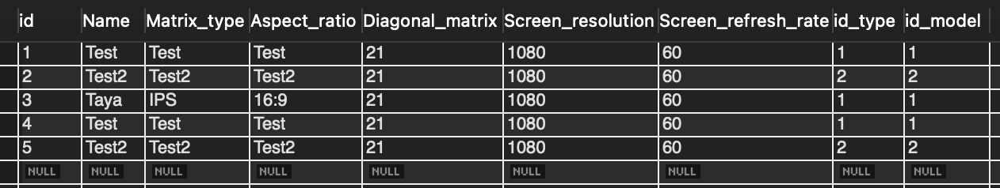 id Name Matrix_type Aspect_ratio Diagonal_matrix Screen_resolution Screen_refresh_rate id_type id_model
1 Test Test Test 21 1080 60 1 1
2 Test2 Test2 Test2 21 1080 60 2 2
3 Taya IPS 16:9 21 1080 60 1 1
4 Test Test Test 21 1080 60 1 1
5 Test2 Test2 Test2 21 1080 60 2 2
NULL NULL NULL NULL NULL NULL NULL NULL NULL